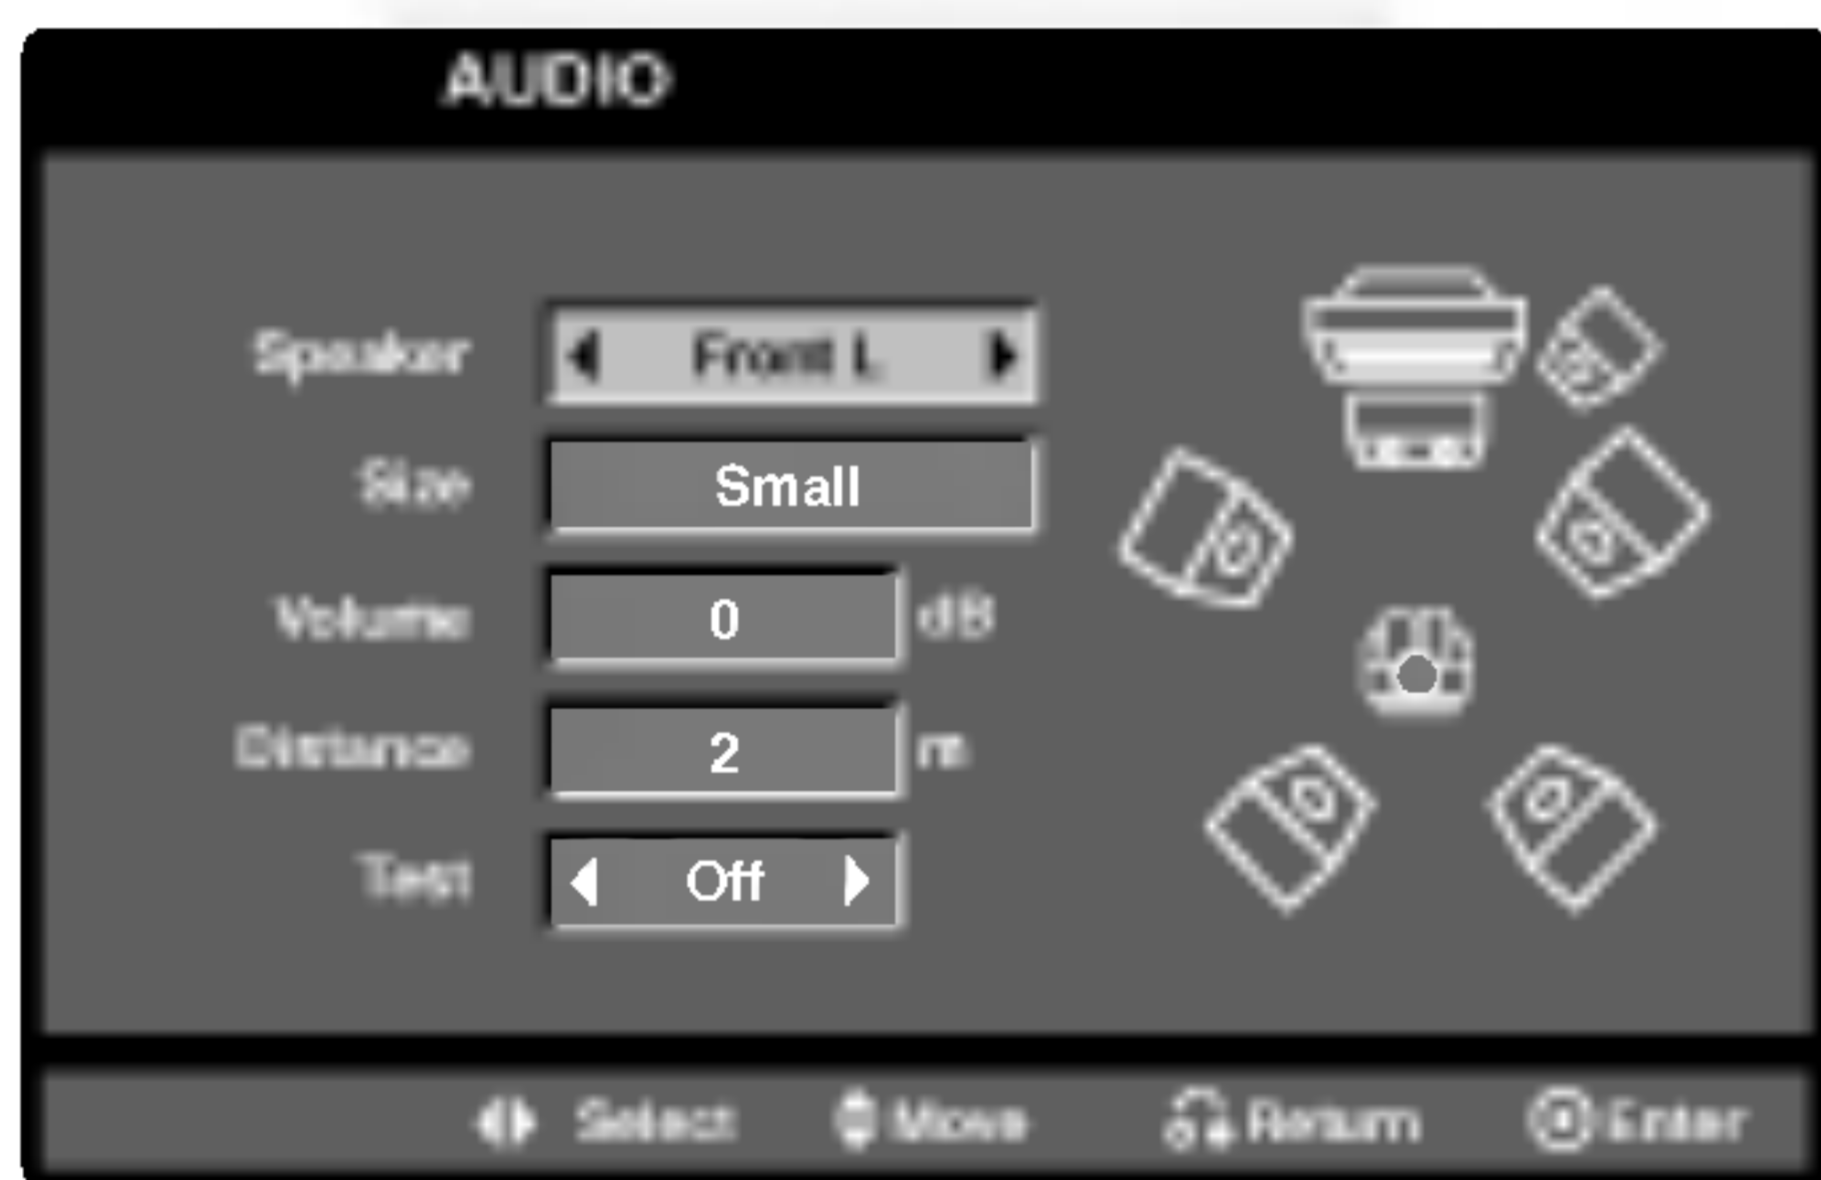 AUDIO
Speaker Front L
Size Small
Volume 0 dB
Distance 2 m
Test Off
Select Move Return Enter